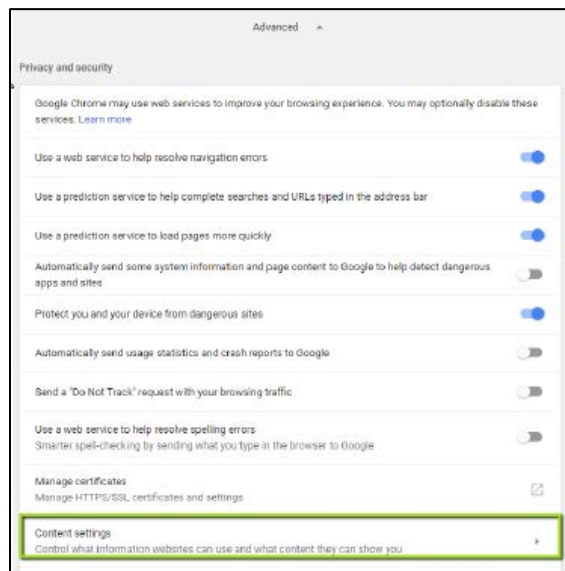 Advanced
Privacy and security
Google Chrome may use web services to improve your browsing experience. You may optionally disable these
services. Learn more
Use a web service to help resolve navigation errors
Use a prediction service to help complete searches and URLs typed in the address bar
Use a prediction service to load pages more quickly
Automatically send some system information and page content to Google to help detect dangerous
apps and sites
Protect you and your device from dangerous sites
Automatically send usage statistics and crash reports to Google
Send a "Do Not Track" request with your browsing traffic
Use a web service to help resolve spelling errors
Smarter spell-checking by sending what you type in the browser to Google
Manage certificates
Manage HTTPS/SSL certificates and settings
Content settings
Control what information websites can use and what content they can show you